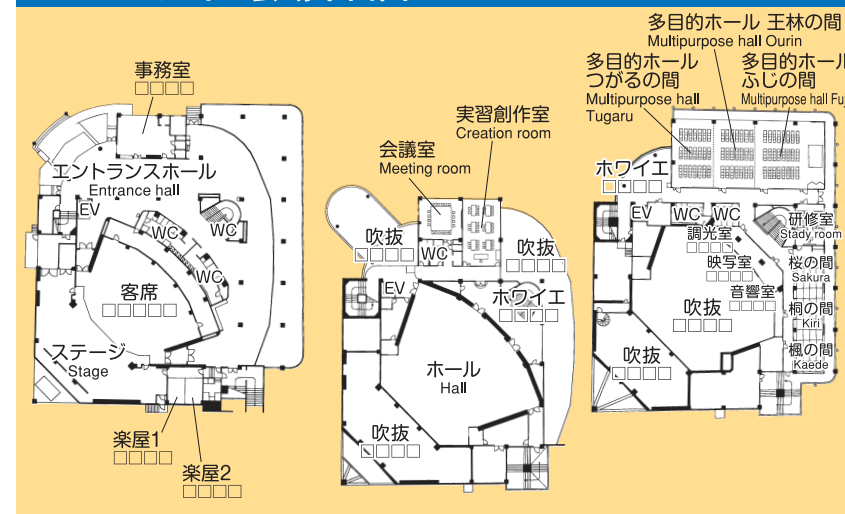 事務室
□□□□
エントランスホール
Entrance hall
EV
WC
WC
WC
客席
□□□□□
ステージ
Stage
楽屋1
□□□□
楽屋2
□□□□
実習創作室
Creation room
会議室
Meeting room
吹抜
WC
吹抜
□□□□
EV
ホワイエ
ホール
Hall
吹抜
多目的ホール 王林の間
Multipurpose hall Ourin
多目的ホール
つがるの間
Multipurpose hall
Tugaru
多目的ホール
ふじの間
Multipurpose hall Fuj
ホワイエ
EV
WC
WC
研修室
Stady room
調光室
映写室
□□□□
桜の間
Sakura
音響室
□□□□
吹抜
□□□□
桐の間
Kiri
吹抜
楓の間
Kaede